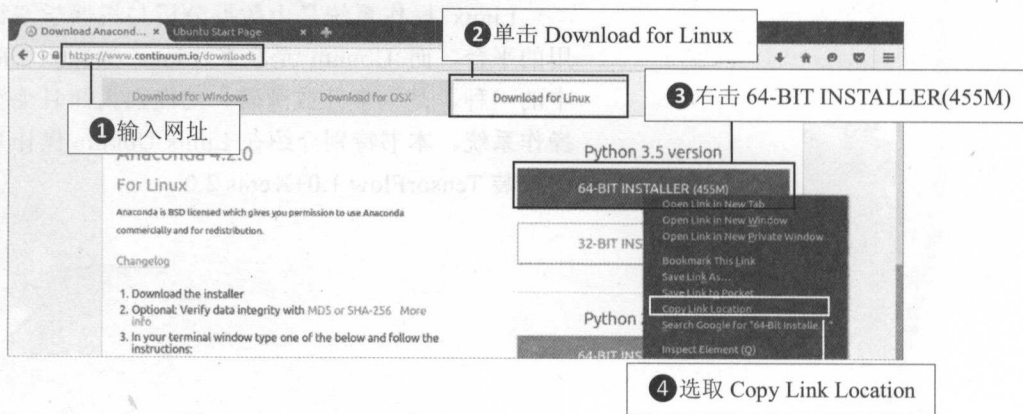 Download Anacond... × Ubuntu Start Page × +
https://www.continuum.io/downloads
❷单击 Download for Linux
Download for Windows Download for OSX Download for Linux
❶输入网址
❸右击 64-BIT INSTALLER(455M)
Anaconda 4.2.0
For Linux
Anaconda is BSD licensed which gives you permission to use Anaconda
commercially and for redistribution.
Changelog
1. Download the installer
2. Optional: Verify data integrity with MD5 or SHA-256 More
info
3. In your terminal window type one of the below and follow the
instructions:
Python 3.5 version
64-BIT INSTALLER (455M)
32-BIT INS
Python
64-BIT INS
Open Link in New Tab
Open Link in New Window
Open Link in New Private Window
Bookmark This Link
Save Link As...
Save Link to Pocket
Copy Link Location
Search Google for "64-Bit Installe... "
Inspect Element (Q)
❹选取 Copy Link Location